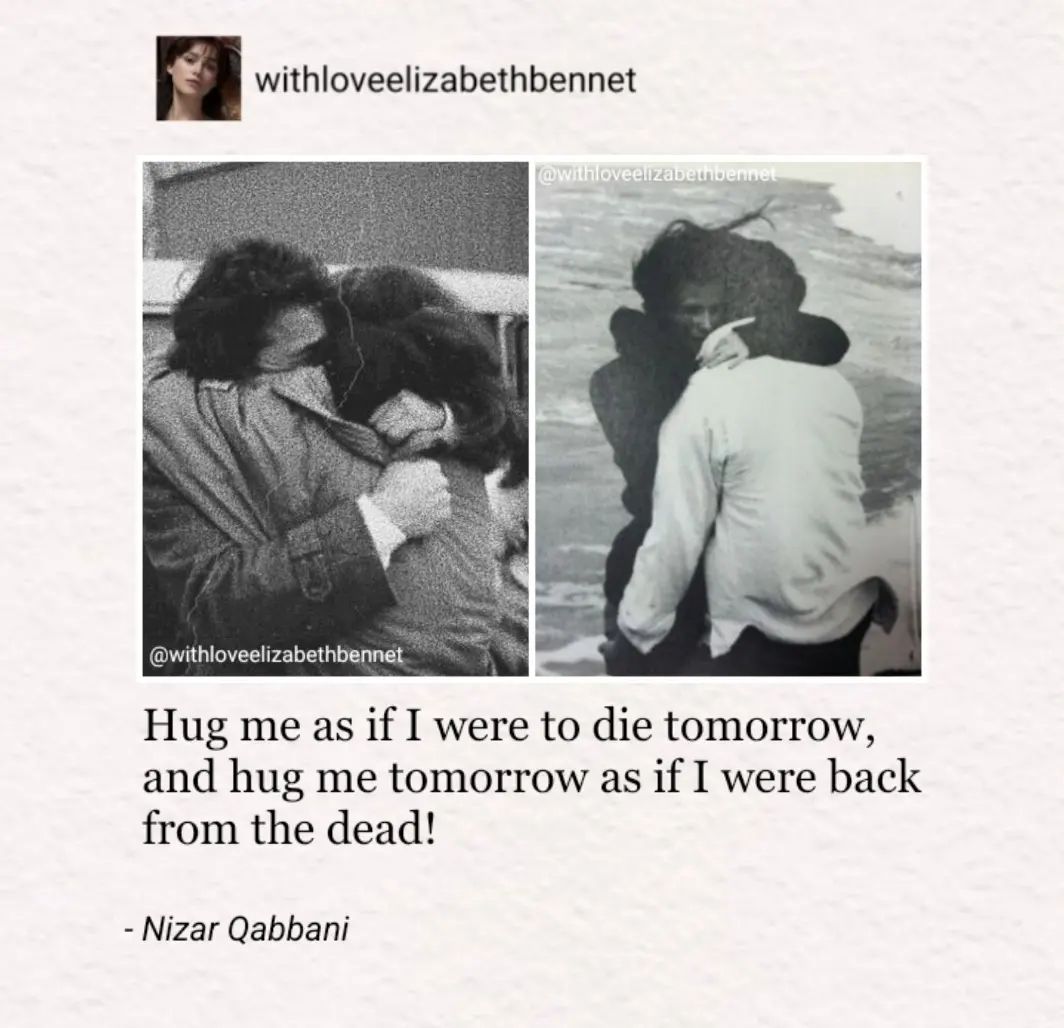 withloveelizabethbennet
@withloveelizabethbennet
@withloveelizabethbennet
Hug me as if I were to die tomorrow,
and hug me tomorrow as if I were back
from the dead!
- Nizar Qabbani